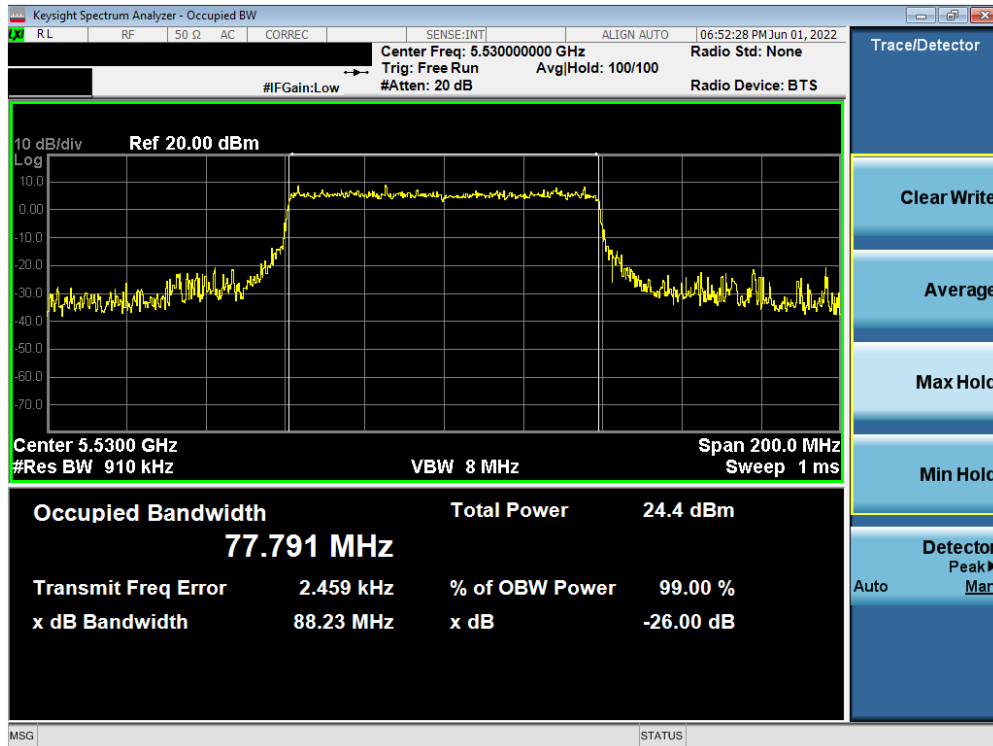 Keysight Spectrum Analyzer - Occupied BW
LXI RL RF 50 Ω AC CORREC SENSE:INT ALIGN AUTO 06:52:28 PM Jun 01, 2022
Center Freq: 5.530000000 GHz Radio Std: None
Trig: Free Run Avg|Hold: 100/100
#IFGain:Low #Atten: 20 dB Radio Device: BTS
Trace/Detector
10 dB/div Ref 20.00 dBm
Log
10.0
0.00
-10.0
-20.0
-30.0
-40.0
-50.0
-60.0
-70.0
Center 5.5300 GHz Span 200.0 MHz
#Res BW 910 kHz VBW 8 MHz Sweep 1 ms
Occupied Bandwidth Total Power 24.4 dBm
77.791 MHz
Transmit Freq Error 2.459 kHz % of OBW Power 99.00 %
x dB Bandwidth 88.23 MHz x dB -26.00 dB
Clear Write
Average
Max Hold
Min Hold
Detector
Peak
Auto Man
MSG STATUS